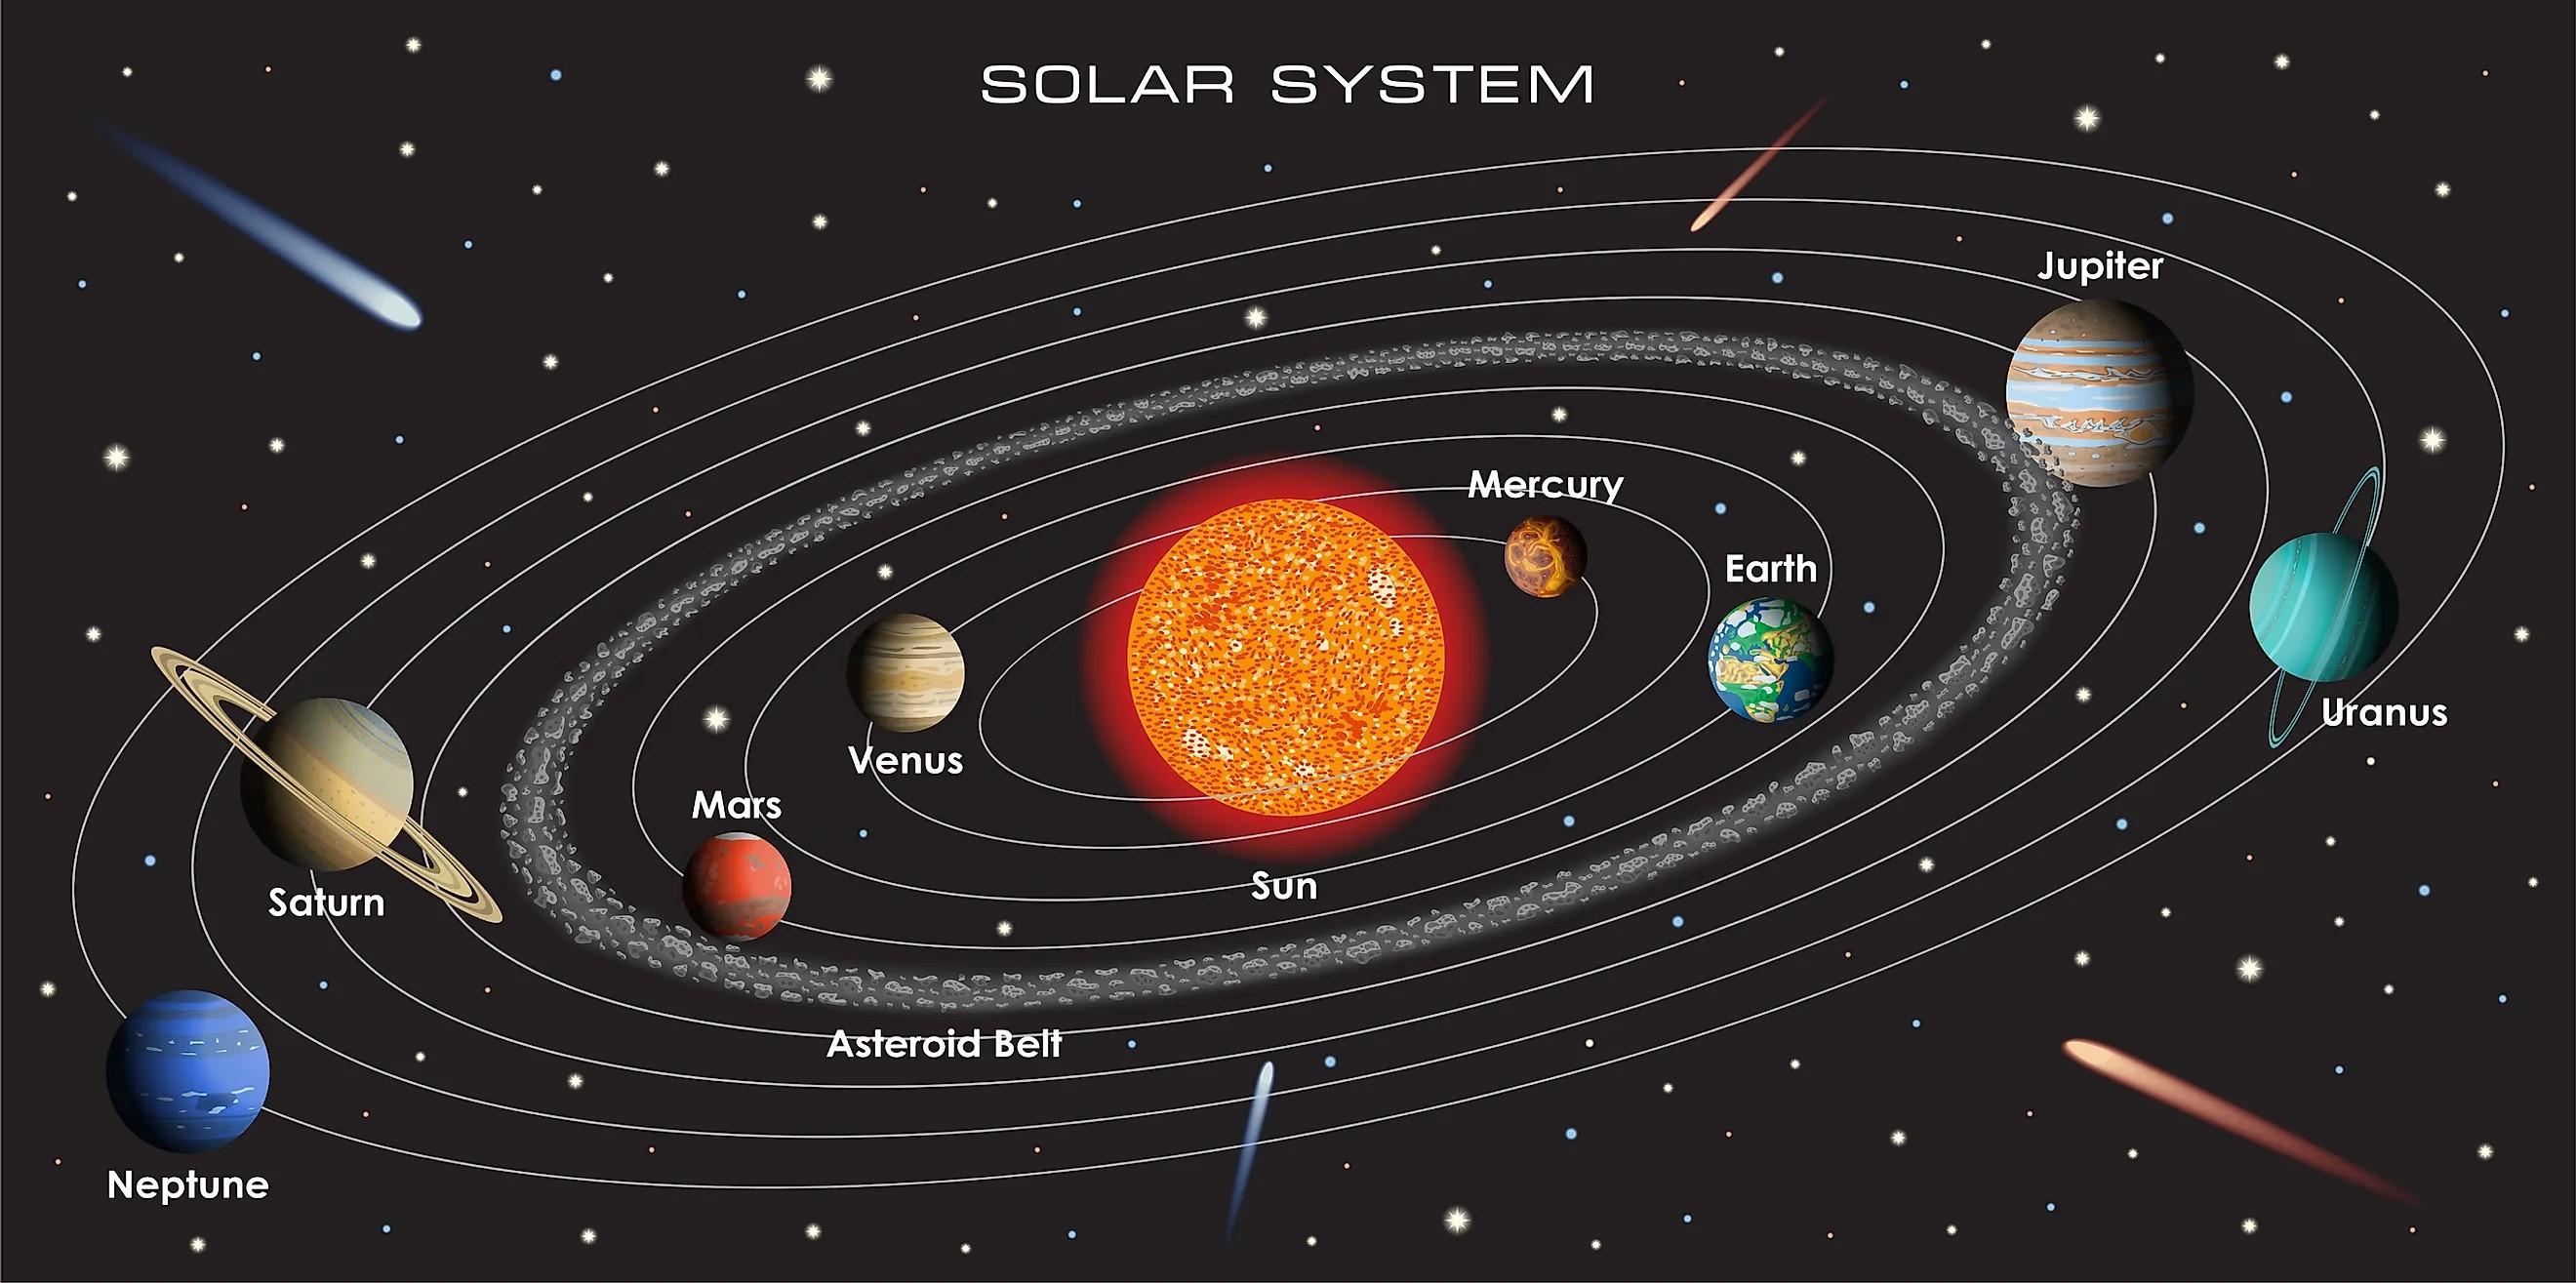 SOLAR SYSTEM
Jupiter
Mercury
Earth
Uranus
Venus
Mars
Sun
Saturn
Asteroid Belt
Neptune